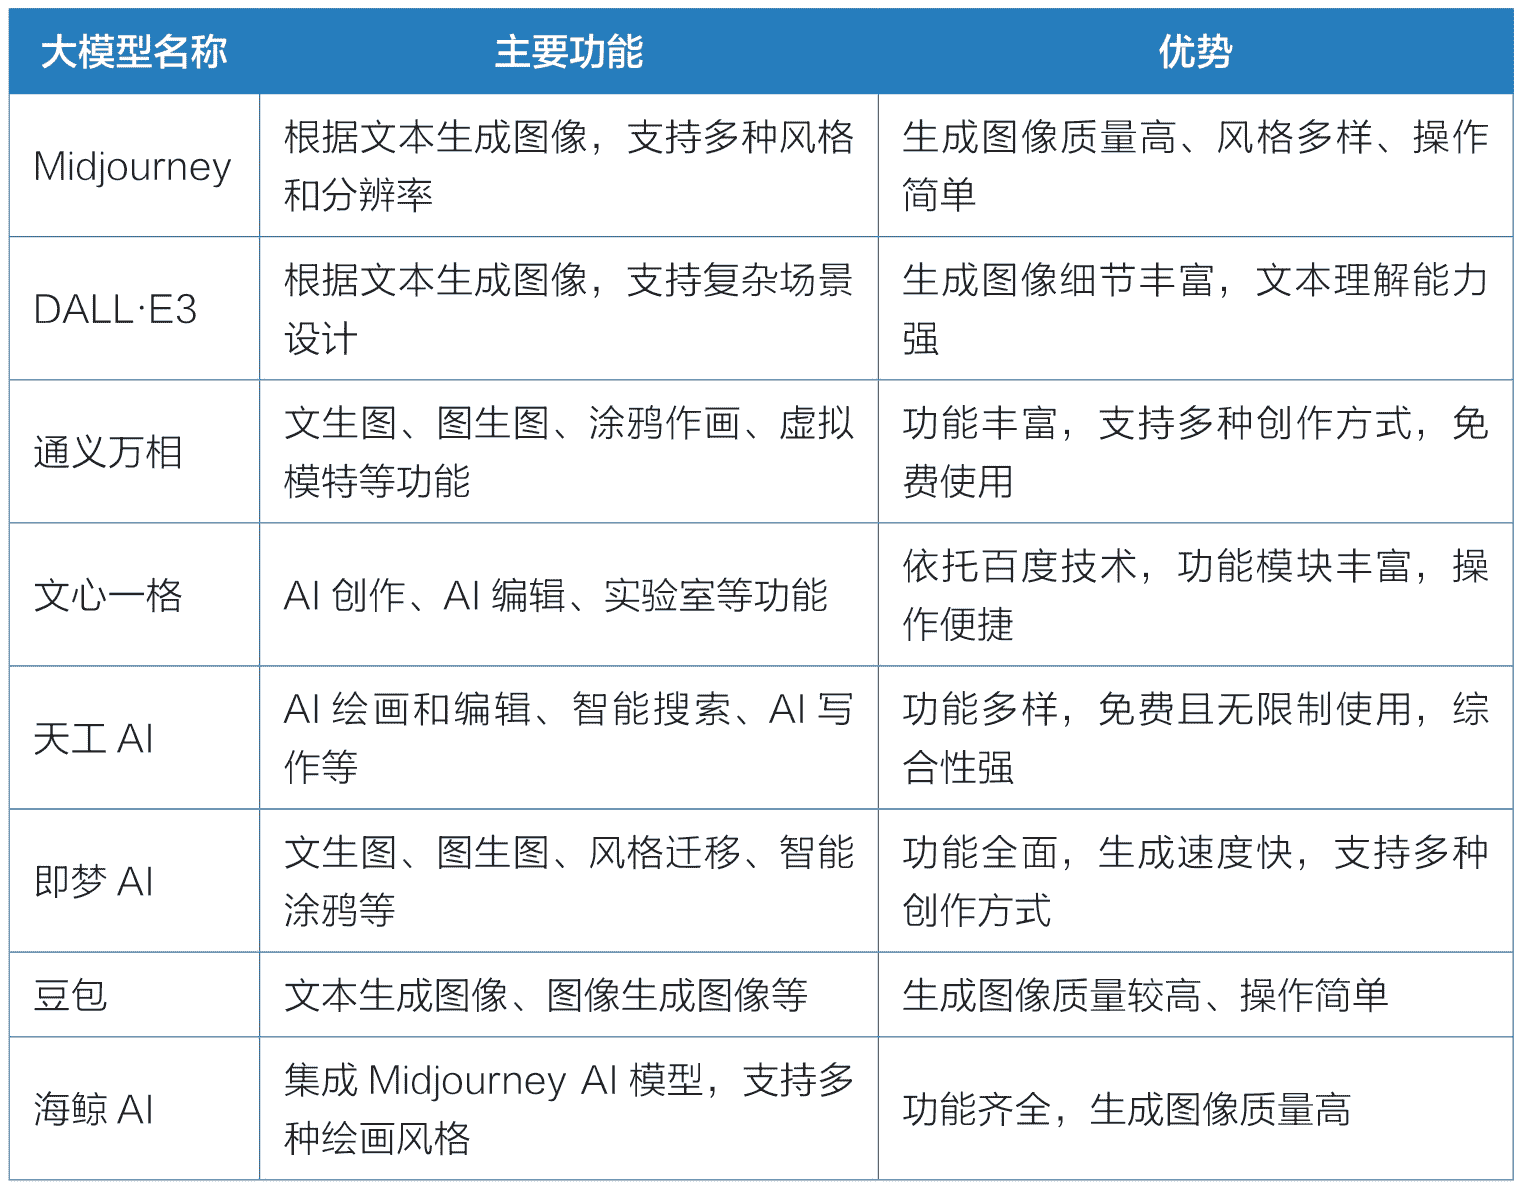 大模型名称 主要功能 优势
Midjourney
根据文本生成图像，支持多种风格
和分辨率
生成图像质量高、风格多样、操作
简单
DALL·E3
根据文本生成图像，支持复杂场景
设计
生成图像细节丰富，文本理解能力
强
通义万相
文生图、图生图、涂鸦作画、虚拟
模特等功能
功能丰富，支持多种创作方式，免
费使用
文心一格
AI 创作、AI 编辑、实验室等功能
依托百度技术，功能模块丰富，操
作便捷
天工 AI
AI 绘画和编辑、智能搜索、AI 写
作等
功能多样，免费且无限制使用，综
合性强
即梦 AI
文生图、图生图、风格迁移、智能
涂鸦等
功能全面，生成速度快，支持多种
创作方式
豆包
文本生成图像、图像生成图像等
生成图像质量较高、操作简单
海鲸 AI
集成 Midjourney AI 模型，支持多
种绘画风格
功能齐全，生成图像质量高